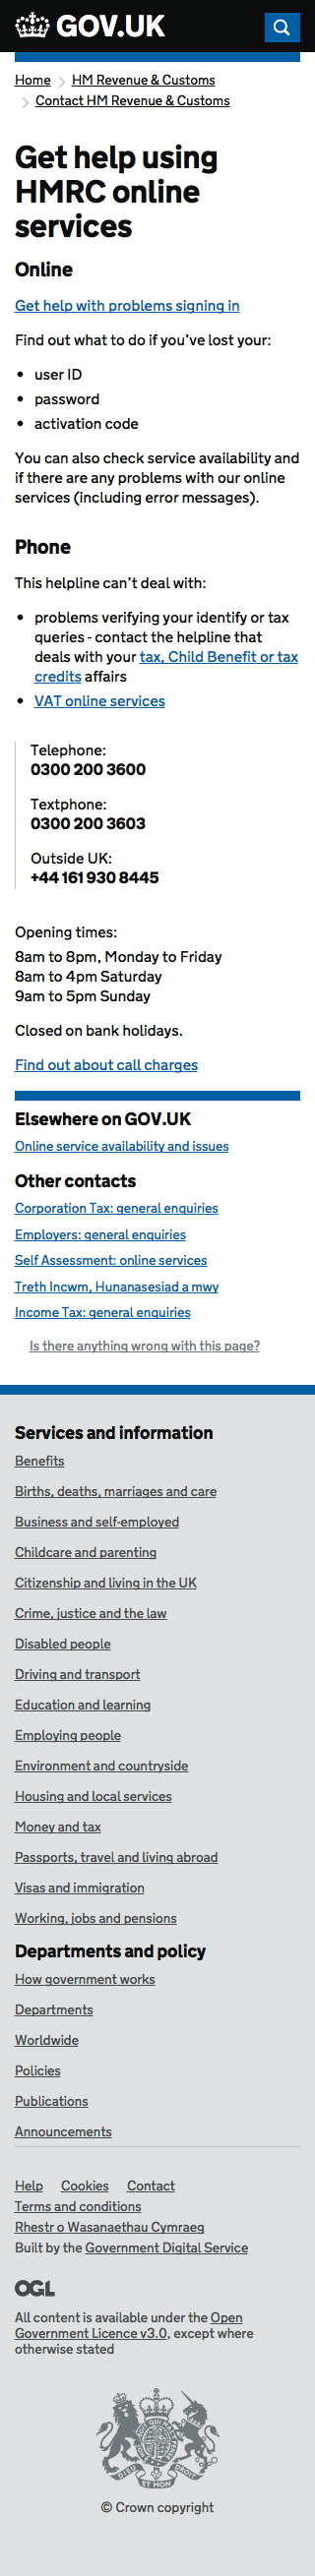 GOV.UK
Home
HM Revenue & Customs
Contact HM Revenue & Customs
Get help using
HMRC online
services
Online
Get help with problems signing in
Find out what to do if you’ve lost your:
• user ID
• password
• activation code
You can also check service availability and
if there are any problems with our online
services (including error messages).
Phone
This helpline can’t deal with:
• problems verifying your identify or tax
queries - contact the helpline that
deals with your tax, Child Benefit or tax
credits affairs
• VAT online services
Telephone:
0300 200 3600
Textphone:
0300 200 3603
Outside UK:
+44 161 930 8445
Opening times:
8am to 8pm, Monday to Friday
8am to 4pm Saturday
9am to 5pm Sunday
Closed on bank holidays.
Find out about call charges
Elsewhere on GOV.UK
Online service availability and issues
Other contacts
Corporation Tax: general enquiries
Employers: general enquiries
Self Assessment: online services
Treth Incwm, Hunanasesiad a mwy
Income Tax: general enquiries
Is there anything wrong with this page?
Services and information
Benefits
Births, deaths, marriages and care
Business and self-employed
Childcare and parenting
Citizenship and living in the UK
Crime, justice and the law
Disabled people
Driving and transport
Education and learning
Employing people
Environment and countryside
Housing and local services
Money and tax
Passports, travel and living abroad
Visas and immigration
Working, jobs and pensions
Departments and policy
How government works
Departments
Worldwide
Policies
Publications
Announcements
Help Cookies Contact
Terms and conditions
Rhestr o Wasanaethau Cymraeg
Built by the Government Digital Service
OGL
All content is available under the Open
Government Licence v3.0, except where
otherwise stated
DIEU ET MON DROIT
© Crown copyright